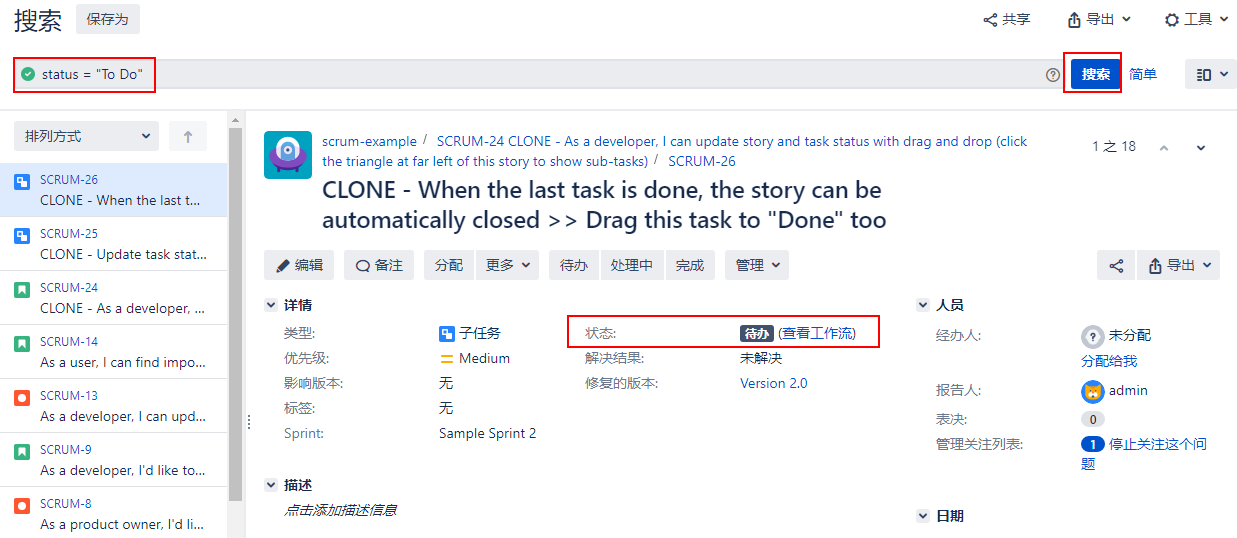 搜索 保存为 共享 导出 工具
status = "To Do" 搜索 简单
排列方式
SCRUM-26
CLONE - When the last t...
SCRUM-25
CLONE - Update task stat...
SCRUM-24
CLONE - As a developer, ...
SCRUM-14
As a user, I can find impo...
SCRUM-13
As a developer, I can upd...
SCRUM-9
As a developer, I'd like to...
SCRUM-8
As a product owner, I'd li...
scrum-example / SCRUM-24 CLONE - As a developer, I can update story and task status with drag and drop (click
the triangle at far left of this story to show sub-tasks) / SCRUM-26
1 之 18
CLONE - When the last task is done, the story can be
automatically closed >> Drag this task to "Done" too
编辑 备注 分配 更多 待办 处理中 完成 管理 导出
详情
类型: 子任务 状态: 待办 (查看工作流)
优先级: Medium 解决结果: 未解决
影响版本: 无 修复的版本: Version 2.0
标签: 无
Sprint: Sample Sprint 2
描述
点击添加描述信息
人员
经办人: ? 未分配
分配给我
报告人: admin
表决: 0
管理关注列表: 1 停止关注这个问
题
日期